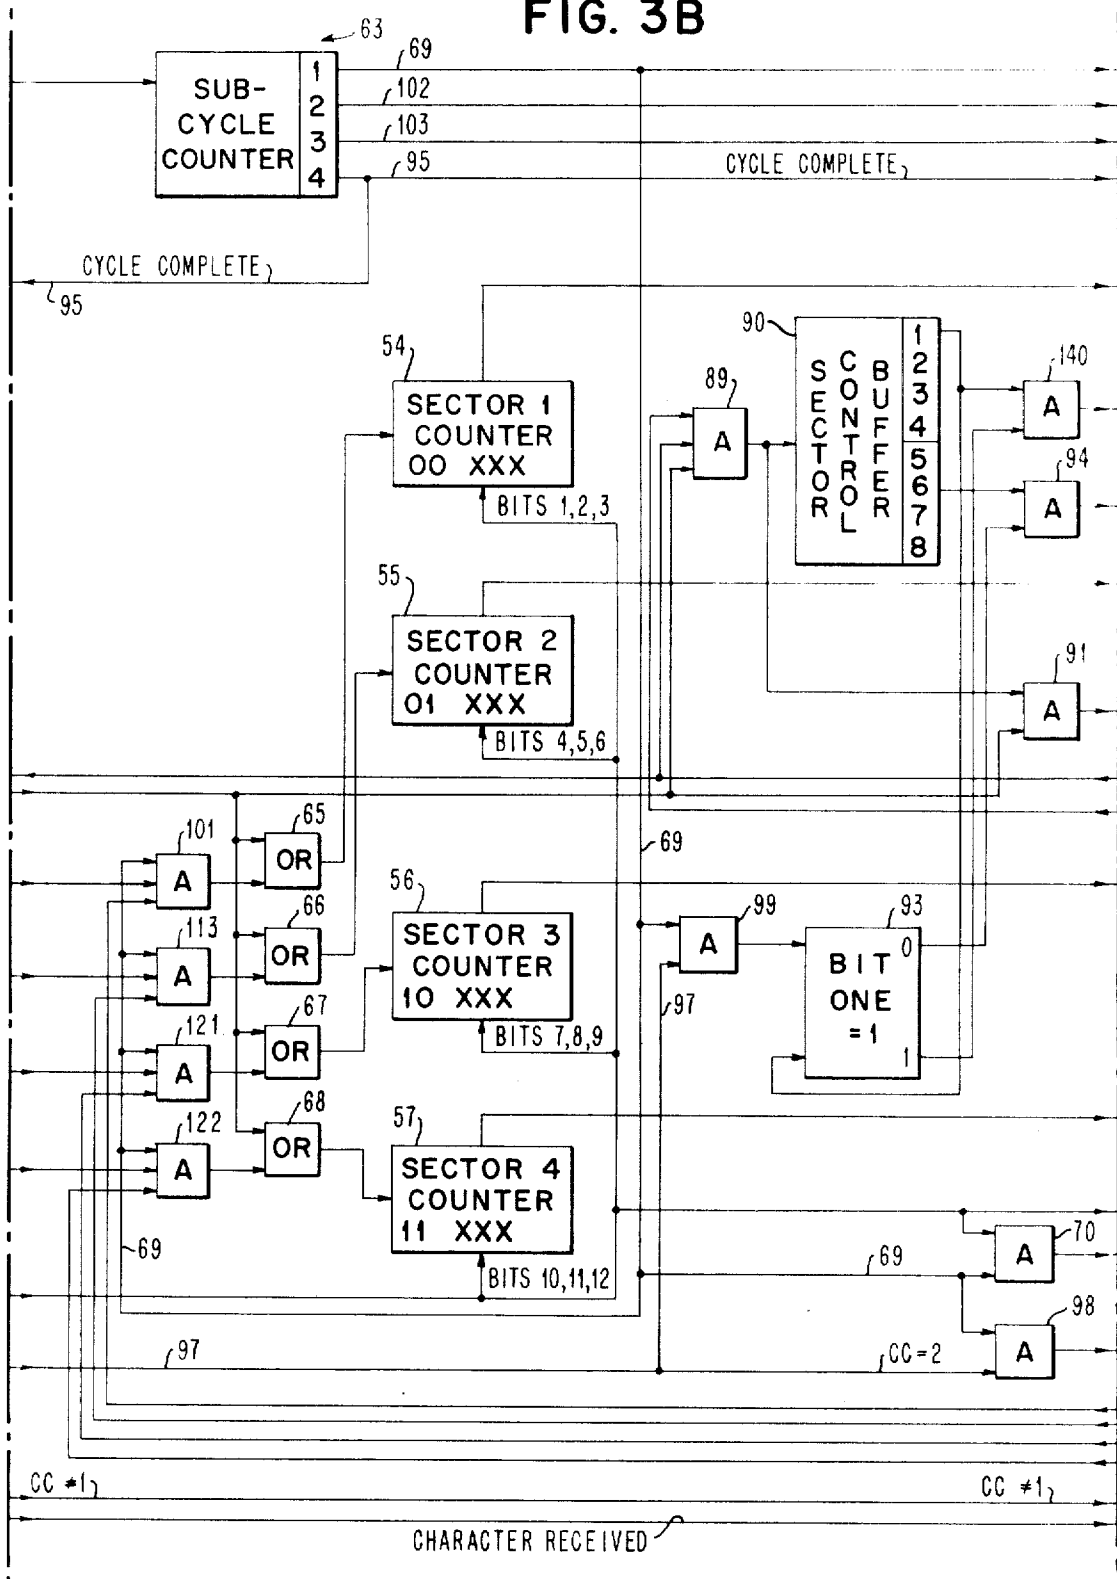 FIG. 3B
63
SUB-
CYCLE
COUNTER
1
2
3
4
69
102
103
95
CYCLE COMPLETE
CYCLE COMPLETE
95
54
SECTOR 1
COUNTER
00 XXX
BITS 1,2,3
89
A
90
SECTOR
CONTROL
BUFFER
1
2
3
4
5
6
7
8
140
A
94
A
55
SECTOR 2
COUNTER
01 XXX
BITS 4,5,6
91
A
101
A
65
OR
69
113
A
66
OR
56
SECTOR 3
COUNTER
10 XXX
BITS 7,8,9
99
A
97
93
BIT
ONE
=1
0
1
121
A
67
OR
122
A
68
OR
57
SECTOR 4
COUNTER
11 XXX
BITS 10,11,12
69
69
70
A
98
A
97
CC=2
CC ≠1
CC ≠1
CHARACTER RECEIVED